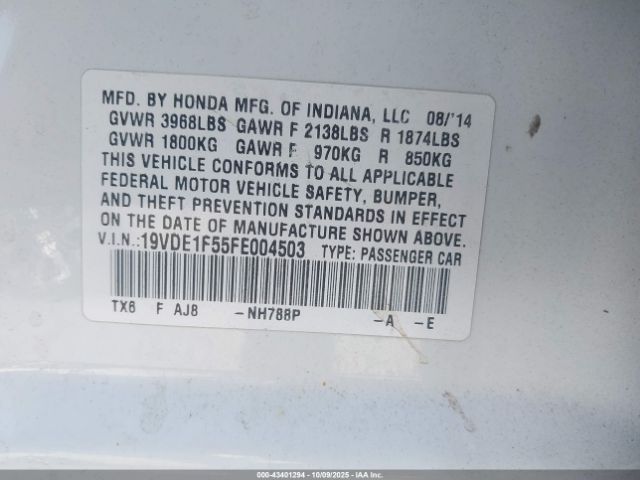 MFD. BY HONDA MFG. OF INDIANA, LLC 08/'14
GVWR 3968LBS GAWR F 2138LBS R 1874LBS
GVWR 1800KG GAWR F 970KG R 850KG
THIS VEHICLE CONFORMS TO ALL APPLICABLE
FEDERAL MOTOR VEHICLE SAFETY, BUMPER,
AND THEFT PREVENTION STANDARDS IN EFFECT
ON THE DATE OF MANUFACTURE SHOWN ABOVE.
V.I.N.:19VDE1F55FE004503 TYPE: PASSENGER CAR
TX6 F AJ8 -NH788P -A -E
000-43401294 - 10/09/2025 - IAAI.com